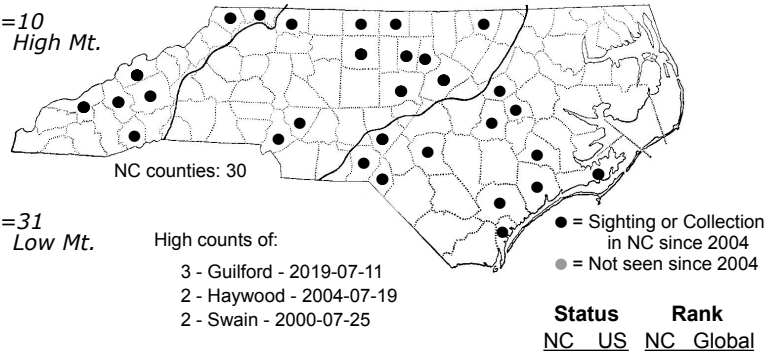 =10
High Mt.
NC counties: 30
=31
Low Mt.
High counts of:
3 - Guilford - 2019-07-11
2 - Haywood - 2004-07-19
2 - Swain - 2000-07-25
= Sighting or Collection
in NC since 2004
= Not seen since 2004
Status Rank
NC US NC Global